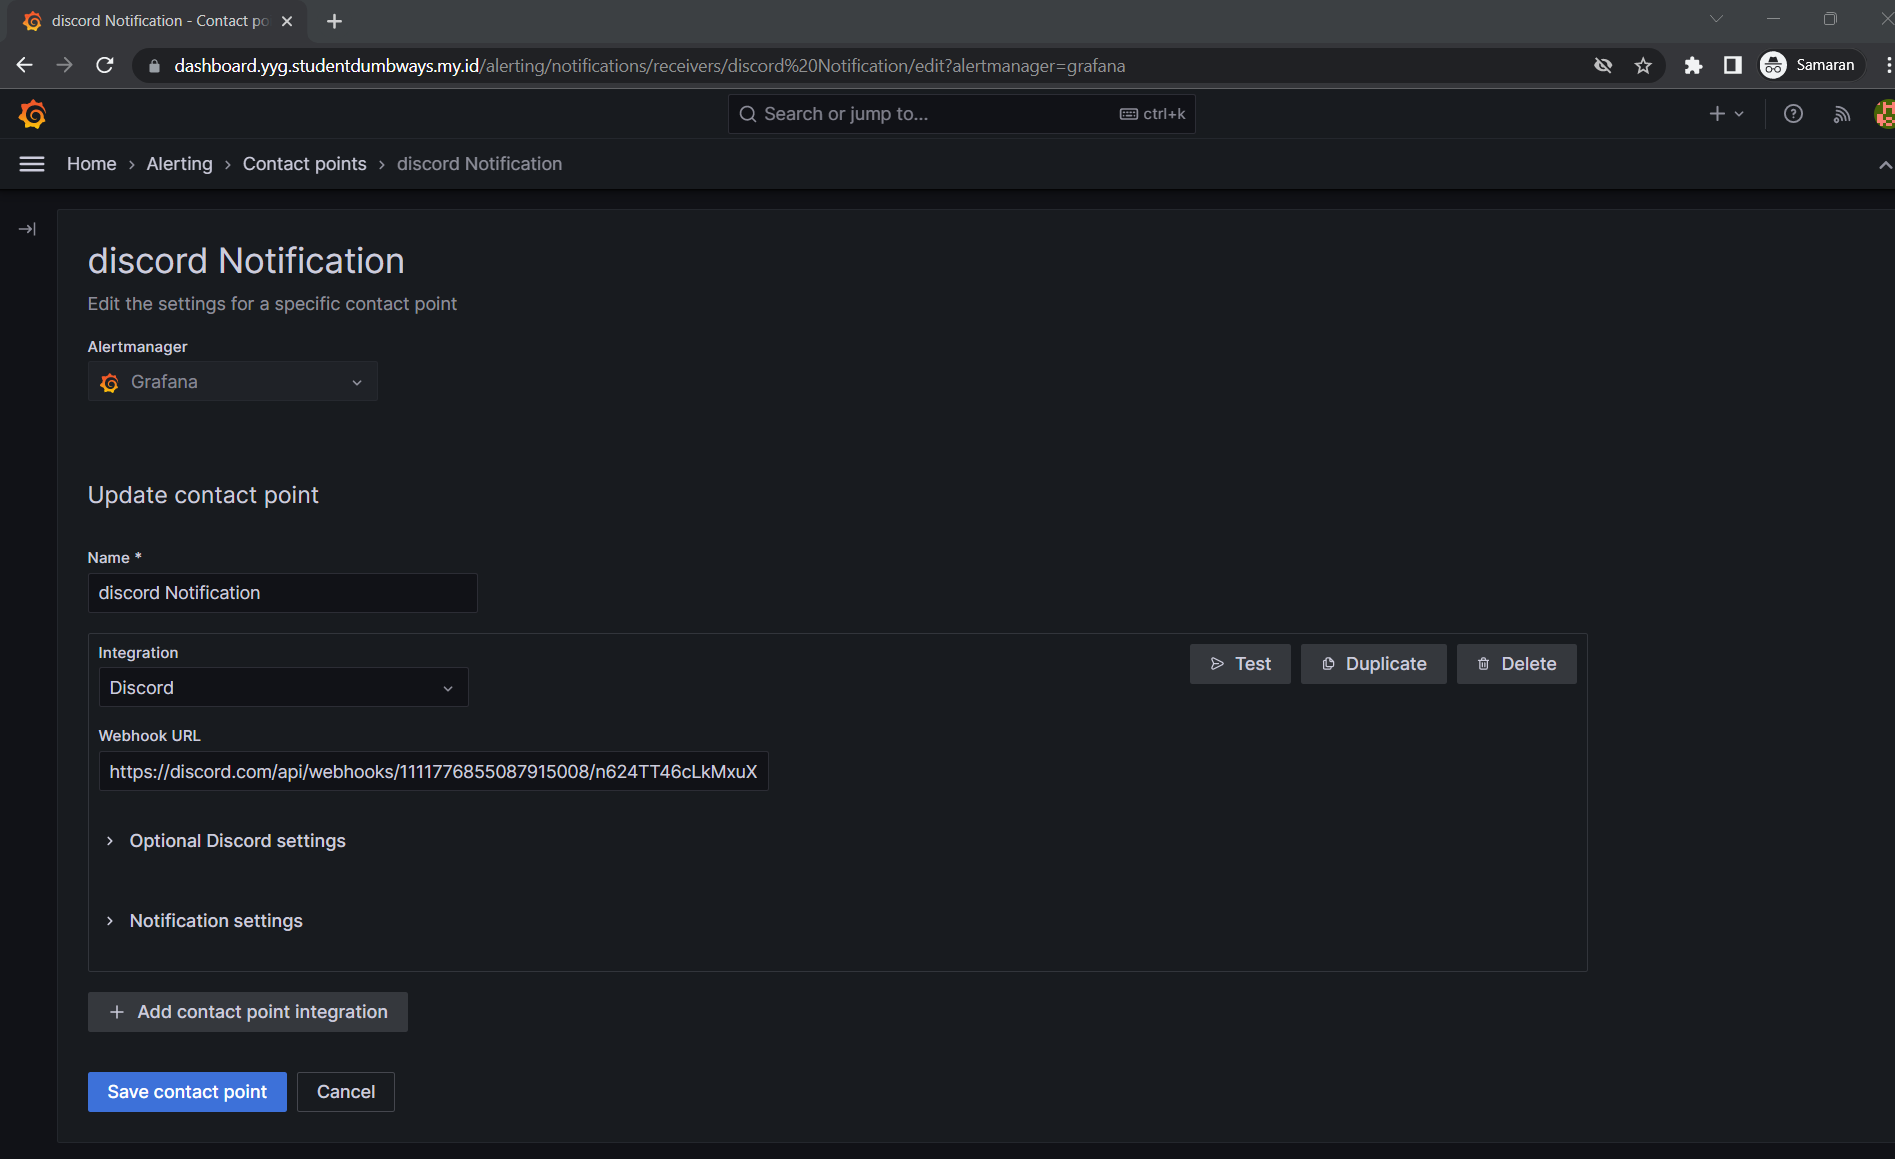 discord Notification - Contact po
dashboard.yyg.studentdumbways.my.id/alerting/notifications/receivers/discord%20Notification/edit?alertmanager=grafana
Samaran
Search or jump to...
ctrl+k
Home › Alerting › Contact points › discord Notification
discord Notification
Edit the settings for a specific contact point
Alertmanager
Grafana
Update contact point
Name *
discord Notification
Integration
Test
Duplicate
Delete
Discord
Webhook URL
https://discord.com/api/webhooks/1111776855087915008/n624TT46cLkMxuX
Optional Discord settings
Notification settings
Add contact point integration
Save contact point
Cancel